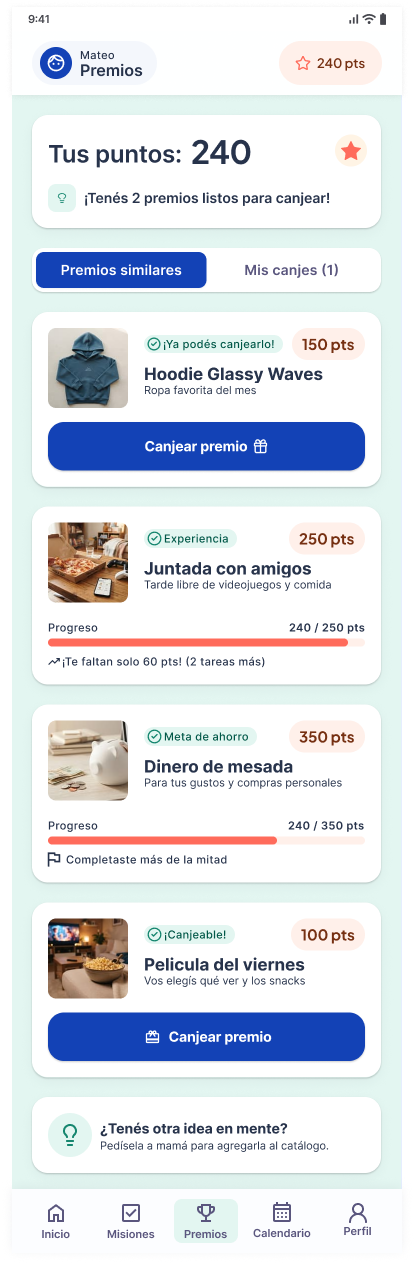 9:41
Mateo
Premios
240 pts
Tus puntos: 240
¡Tenés 2 premios listos para canjear!
Premios similares
Mis canjes (1)
¡Ya podés canjearlo!
150 pts
Hoodie Glassy Waves
Ropa favorita del mes
Canjear premio
Experiencia
250 pts
Juntada con amigos
Tarde libre de videojuegos y comida
Progreso
240 / 250 pts
¡Te faltan solo 60 pts! (2 tareas más)
Meta de ahorro
350 pts
Dinero de mesada
Para tus gustos y compras personales
Progreso
240 / 350 pts
Completaste más de la mitad
¡Canjeable!
100 pts
Pelicula del viernes
Vos elegís qué ver y los snacks
Canjear premio
¿Tenés otra idea en mente?
Pedísela a mamá para agregarla al catálogo.
Inicio
Misiones
Premios
Calendario
Perfil